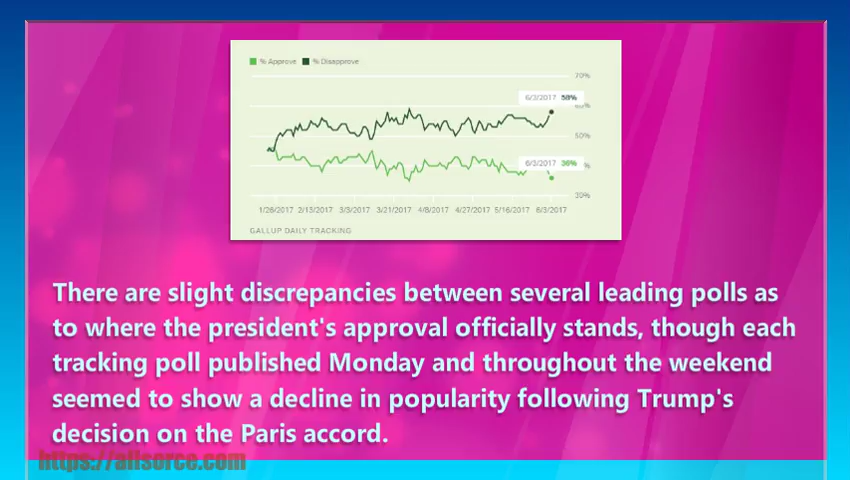 % Approve % Disapprove
70%
6/3/2017 58%
50%
6/3/2017 36%
30%
1/26/2017 2/13/2017 3/3/2017 3/21/2017 4/8/2017 4/27/2017 5/16/2017 6/3/2017
GALLUP DAILY TRACKING
There are slight discrepancies between several leading polls as
to where the president's approval officially stands, though each
tracking poll published Monday and throughout the weekend
seemed to show a decline in popularity following Trump's
decision on the Paris accord.
https://allsorce.com